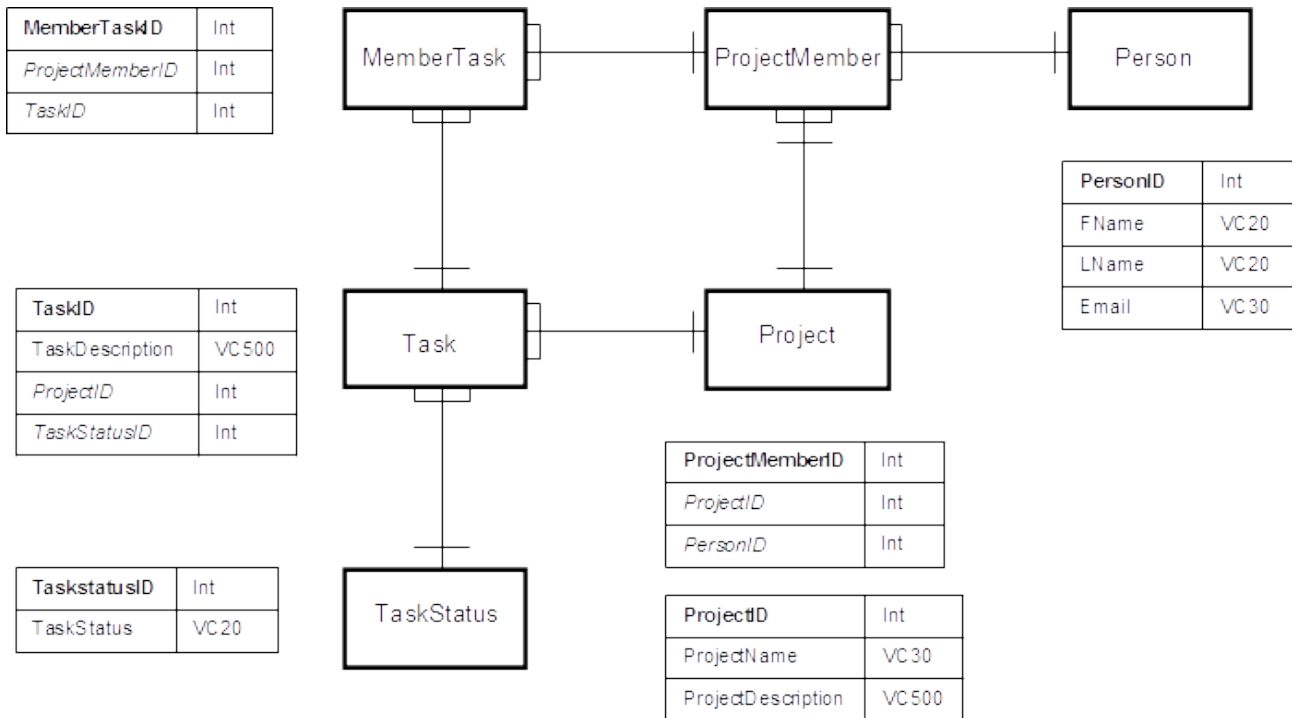 MemberTaskID Int
ProjectMemberID Int
TaskID Int
MemberTask
ProjectMember
Person
PersonID Int
FName VC20
LName VC20
Email VC30
TaskID Int
TaskDescription VC500
ProjectID Int
TaskStatusID Int
Task
Project
ProjectMemberID Int
ProjectID Int
PersonID Int
TaskstatusID Int
TaskStatus VC20
TaskStatus
ProjectID Int
ProjectName VC30
ProjectDescription VC500